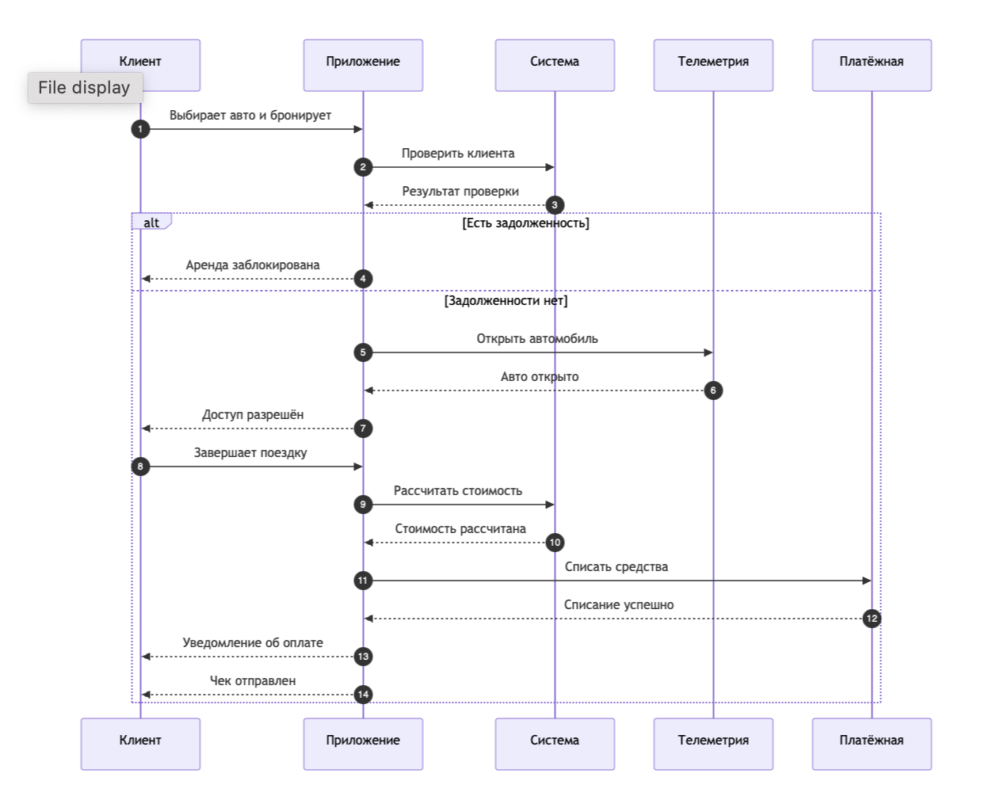 Клиент
Приложение
Система
Телеметрия
Платёжная
File display
Выбирает авто и бронирует
1
Проверить клиента
2
Результат проверки
3
alt
[Есть задолженность]
Аренда заблокирована
4
[Задолженности нет]
Открыть автомобиль
5
Авто открыто
6
Доступ разрешён
7
Завершает поездку
8
Рассчитать стоимость
9
Стоимость рассчитана
10
Списать средства
11
Списание успешно
12
Уведомление об оплате
13
Чек отправлен
14
Клиент
Приложение
Система
Телеметрия
Платёжная